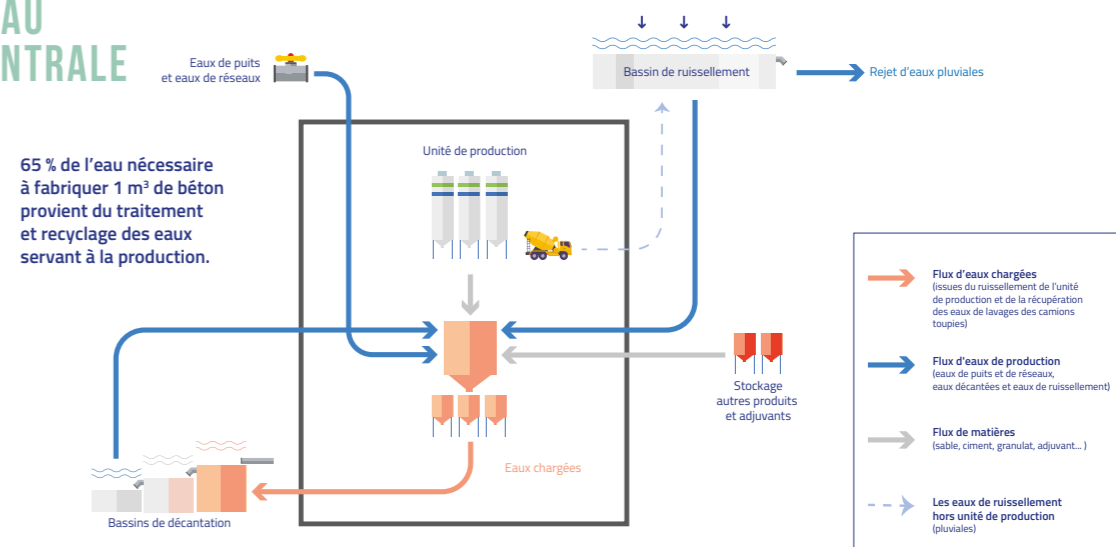 AU
NTRALE
Eaux de puits
et eaux de réseaux
Bassin de ruissellement
Rejet d'eaux pluviales
65 % de l'eau nécessaire
à fabriquer 1 m³ de béton
provient du traitement
et recyclage des eaux
servant à la production.
Unité de production
Stockage
autres produits
et adjuvants
Eaux chargées
Bassins de décantation
Flux d'eaux chargées
(issues du ruissellement de l'unité
de production et de la récupération
des eaux de lavages des camions
toupies)
Flux d'eaux de production
(eaux de puits et de réseaux,
eaux décantées et eaux de ruissellement)
Flux de matières
(sable, ciment, granulat, adjuvant... )
Les eaux de ruissellement
hors unité de production
(pluviales)